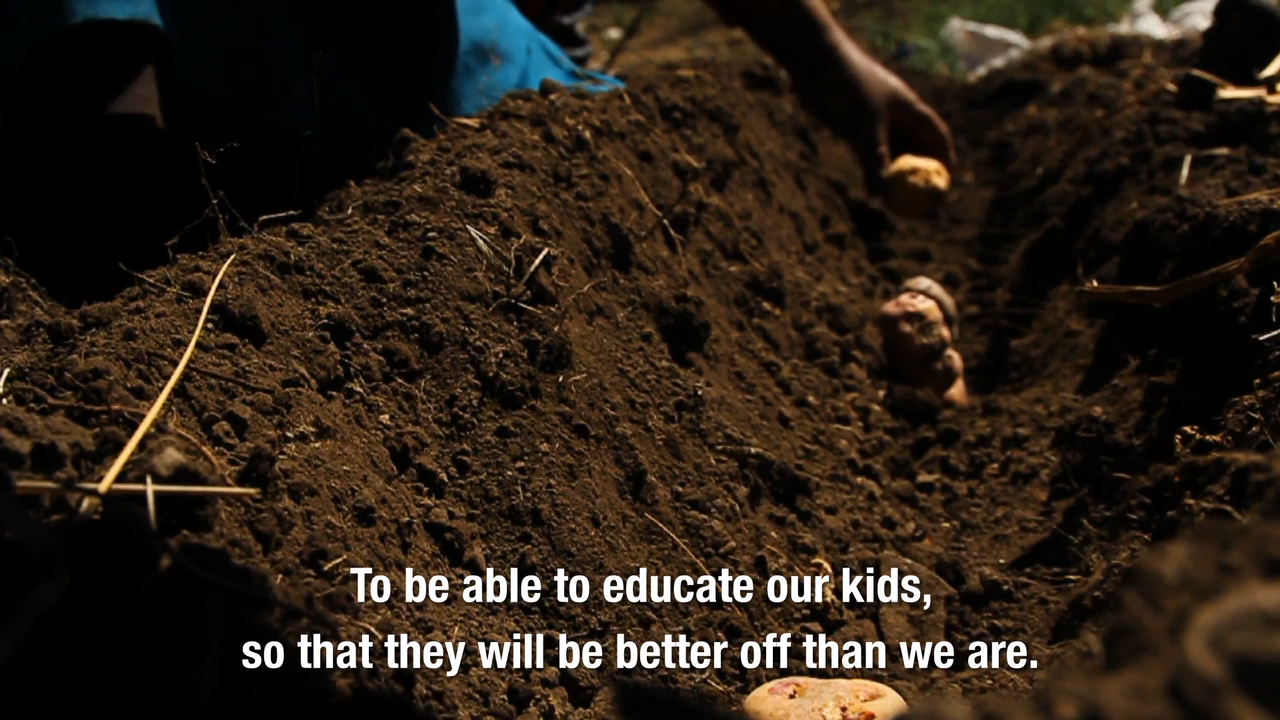 To be able to educate our kids,
so that they will be better off than we are.